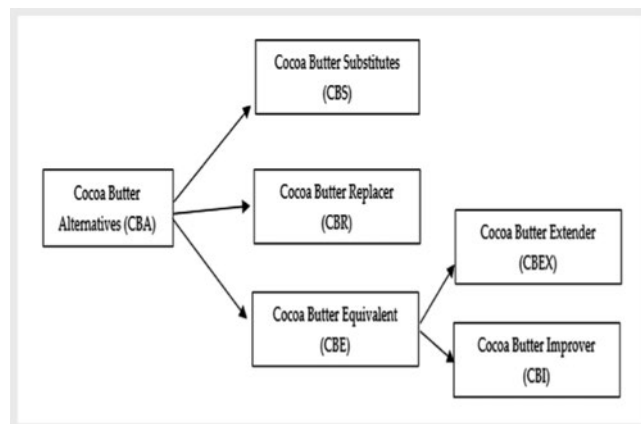 Cocoa Butter Substitutes
(CBS)
Cocoa Butter
Alternatives (CBA)
Cocoa Butter Replacer
(CBR)
Cocoa Butter Extender
(CBEX)
Cocoa Butter Equivalent
(CBE)
Cocoa Butter Improver
(CBI)